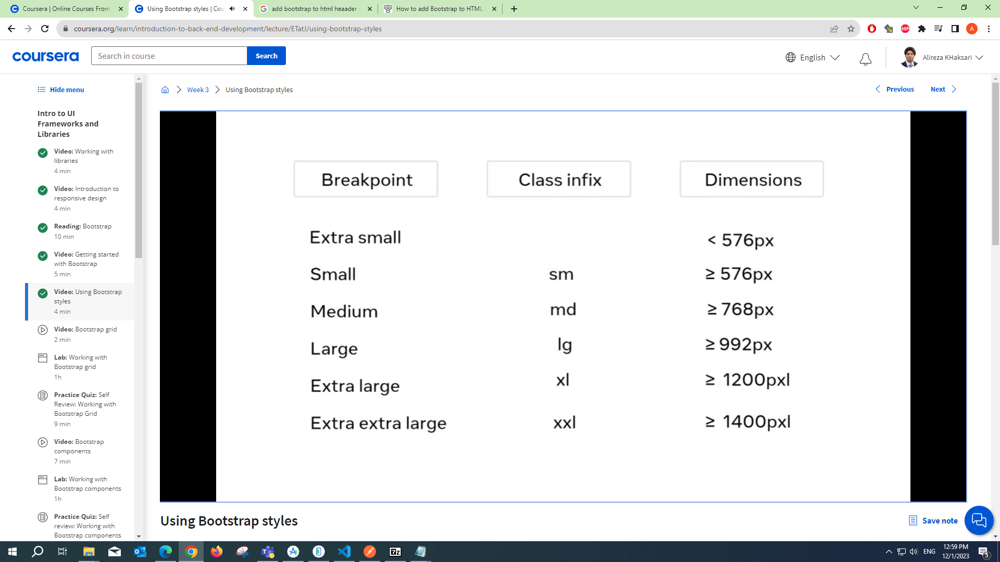 Coursera | Online Courses From
Using Bootstrap styles | Cou
add bootstrap to html heaader -
How to add Bootstrap to HTML
coursera.org/learn/introduction-to-back-end-development/lecture/ETatJ/using-bootstrap-styles
ABP
A
coursera
Search in course
Search
English
Alireza KHaksari
Hide menu
Week 3
Using Bootstrap styles
Previous
Next
Intro to UI
Frameworks and
Libraries
Video: Working with
libraries
4 min
Video: Introduction to
responsive design
4 min
Reading: Bootstrap
10 min
Video: Getting started
with Bootstrap
5 min
Video: Using Bootstrap
styles
4 min
Video: Bootstrap grid
2 min
Lab: Working with
Bootstrap grid
1h
Practice Quiz: Self
Review: Working with
Bootstrap Grid
9 min
Video: Bootstrap
components
7 min
Lab: Working with
Bootstrap components
1h
Practice Quiz: Self
review: Working with
Bootstrap components
Breakpoint Class infix Dimensions
Extra small < 576px
Small sm ≥ 576px
Medium md ≥ 768px
Large lg ≥ 992px
Extra large xl ≥ 1200pxl
Extra extra large xxl ≥ 1400pxl
Using Bootstrap styles
Save note
7z
ENG
12:59 PM
12/1/2023
5